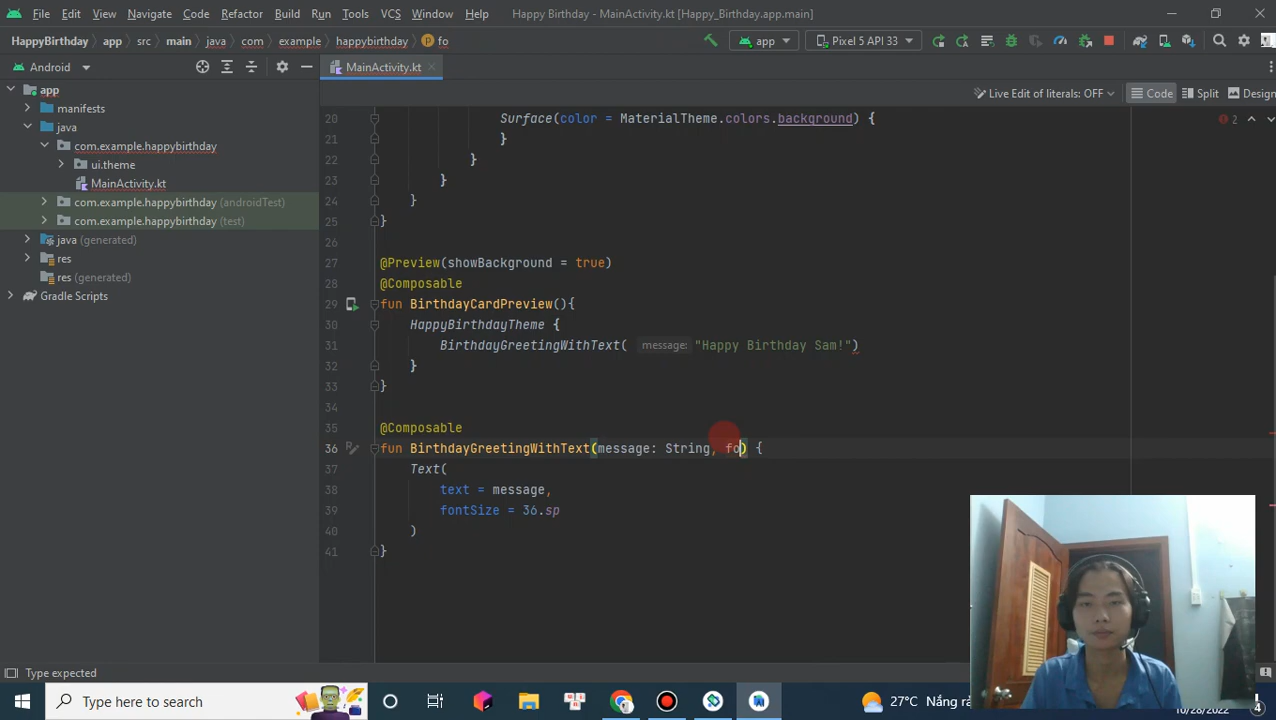 File Edit View Navigate Code Refactor Build Run Tools VCS Window Help Happy Birthday - MainActivity.kt [Happy_Birthday.app.main]
HappyBirthday app src main java com example happybirthday fo app Pixel 5 API 33
Android MainActivity.kt
Live Edit of literals: OFF Code Split Design
app
manifests
java
com.example.happybirthday
ui.theme
MainActivity.kt
com.example.happybirthday (androidTest)
com.example.happybirthday (test)
java (generated)
res
res (generated)
Gradle Scripts
20 Surface(color = MaterialTheme.colors.background) { 2
21 }
22 }
23 }
24 }
25 }
26
27 @Preview(showBackground = true)
28 @Composable
29 fun BirthdayCardPreview(){
30 HappyBirthdayTheme {
31 BirthdayGreetingWithText( message: "Happy Birthday Sam!")
32 }
33 }
34
35 @Composable
36 fun BirthdayGreetingWithText(message: String, fo) {
37 Text(
38 text = message,
39 fontSize = 36.sp
40 )
41 }
Type expected
Type here to search 27°C Nắng 10/28/2022 4